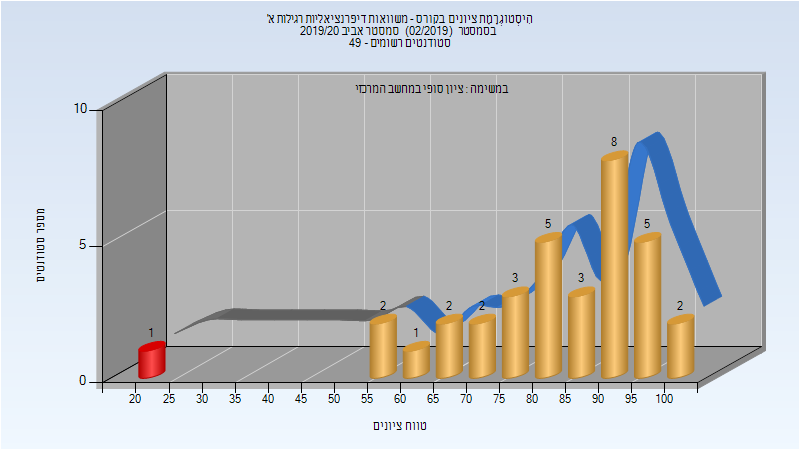 היסטוגרמת ציונים בקורס - משוואות דיפרנציאליות רגילות א'
בסמסטר (02/2019) סמסטר אביב 2019/20
סטודנטים רשומים - 49
במשימה : ציון סופי במחשב המרכזי
מספר סטודנטים
10
5
0
1
2
1
2
2
3
5
3
8
5
2
20 25 30 35 40 45 50 55 60 65 70 75 80 85 90 95 100
טווח ציונים